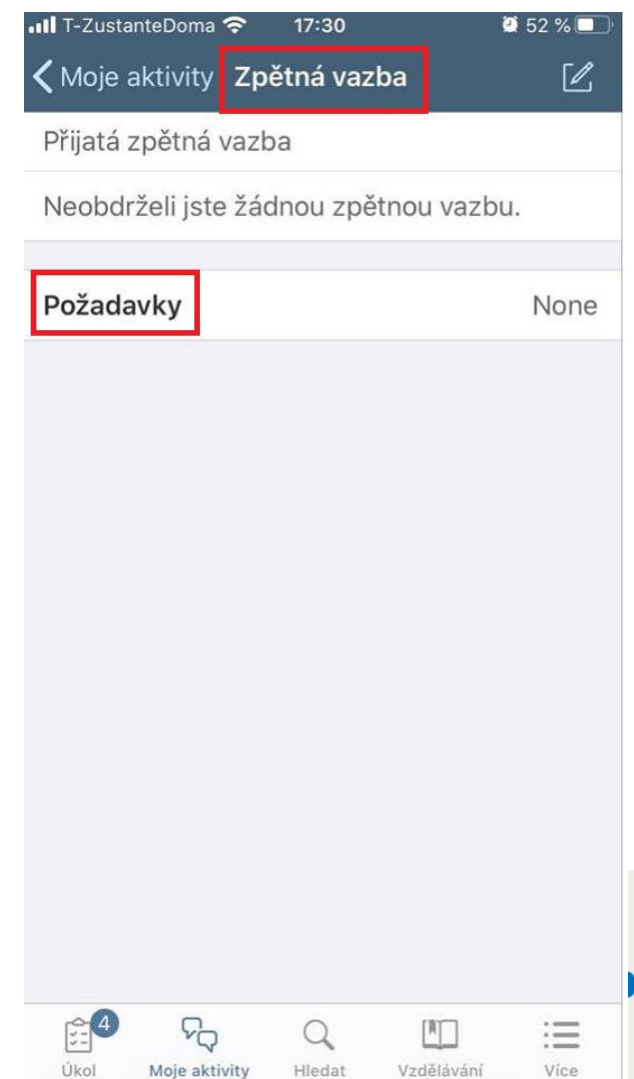 T-ZustanteDoma 17:30 52 %
Moje aktivity Zpětná vazba
Přijatá zpětná vazba
Neobdrželi jste žádnou zpětnou vazbu.
Požadavky None
4
Úkol Moje aktivity Hledat Vzdělávání Více